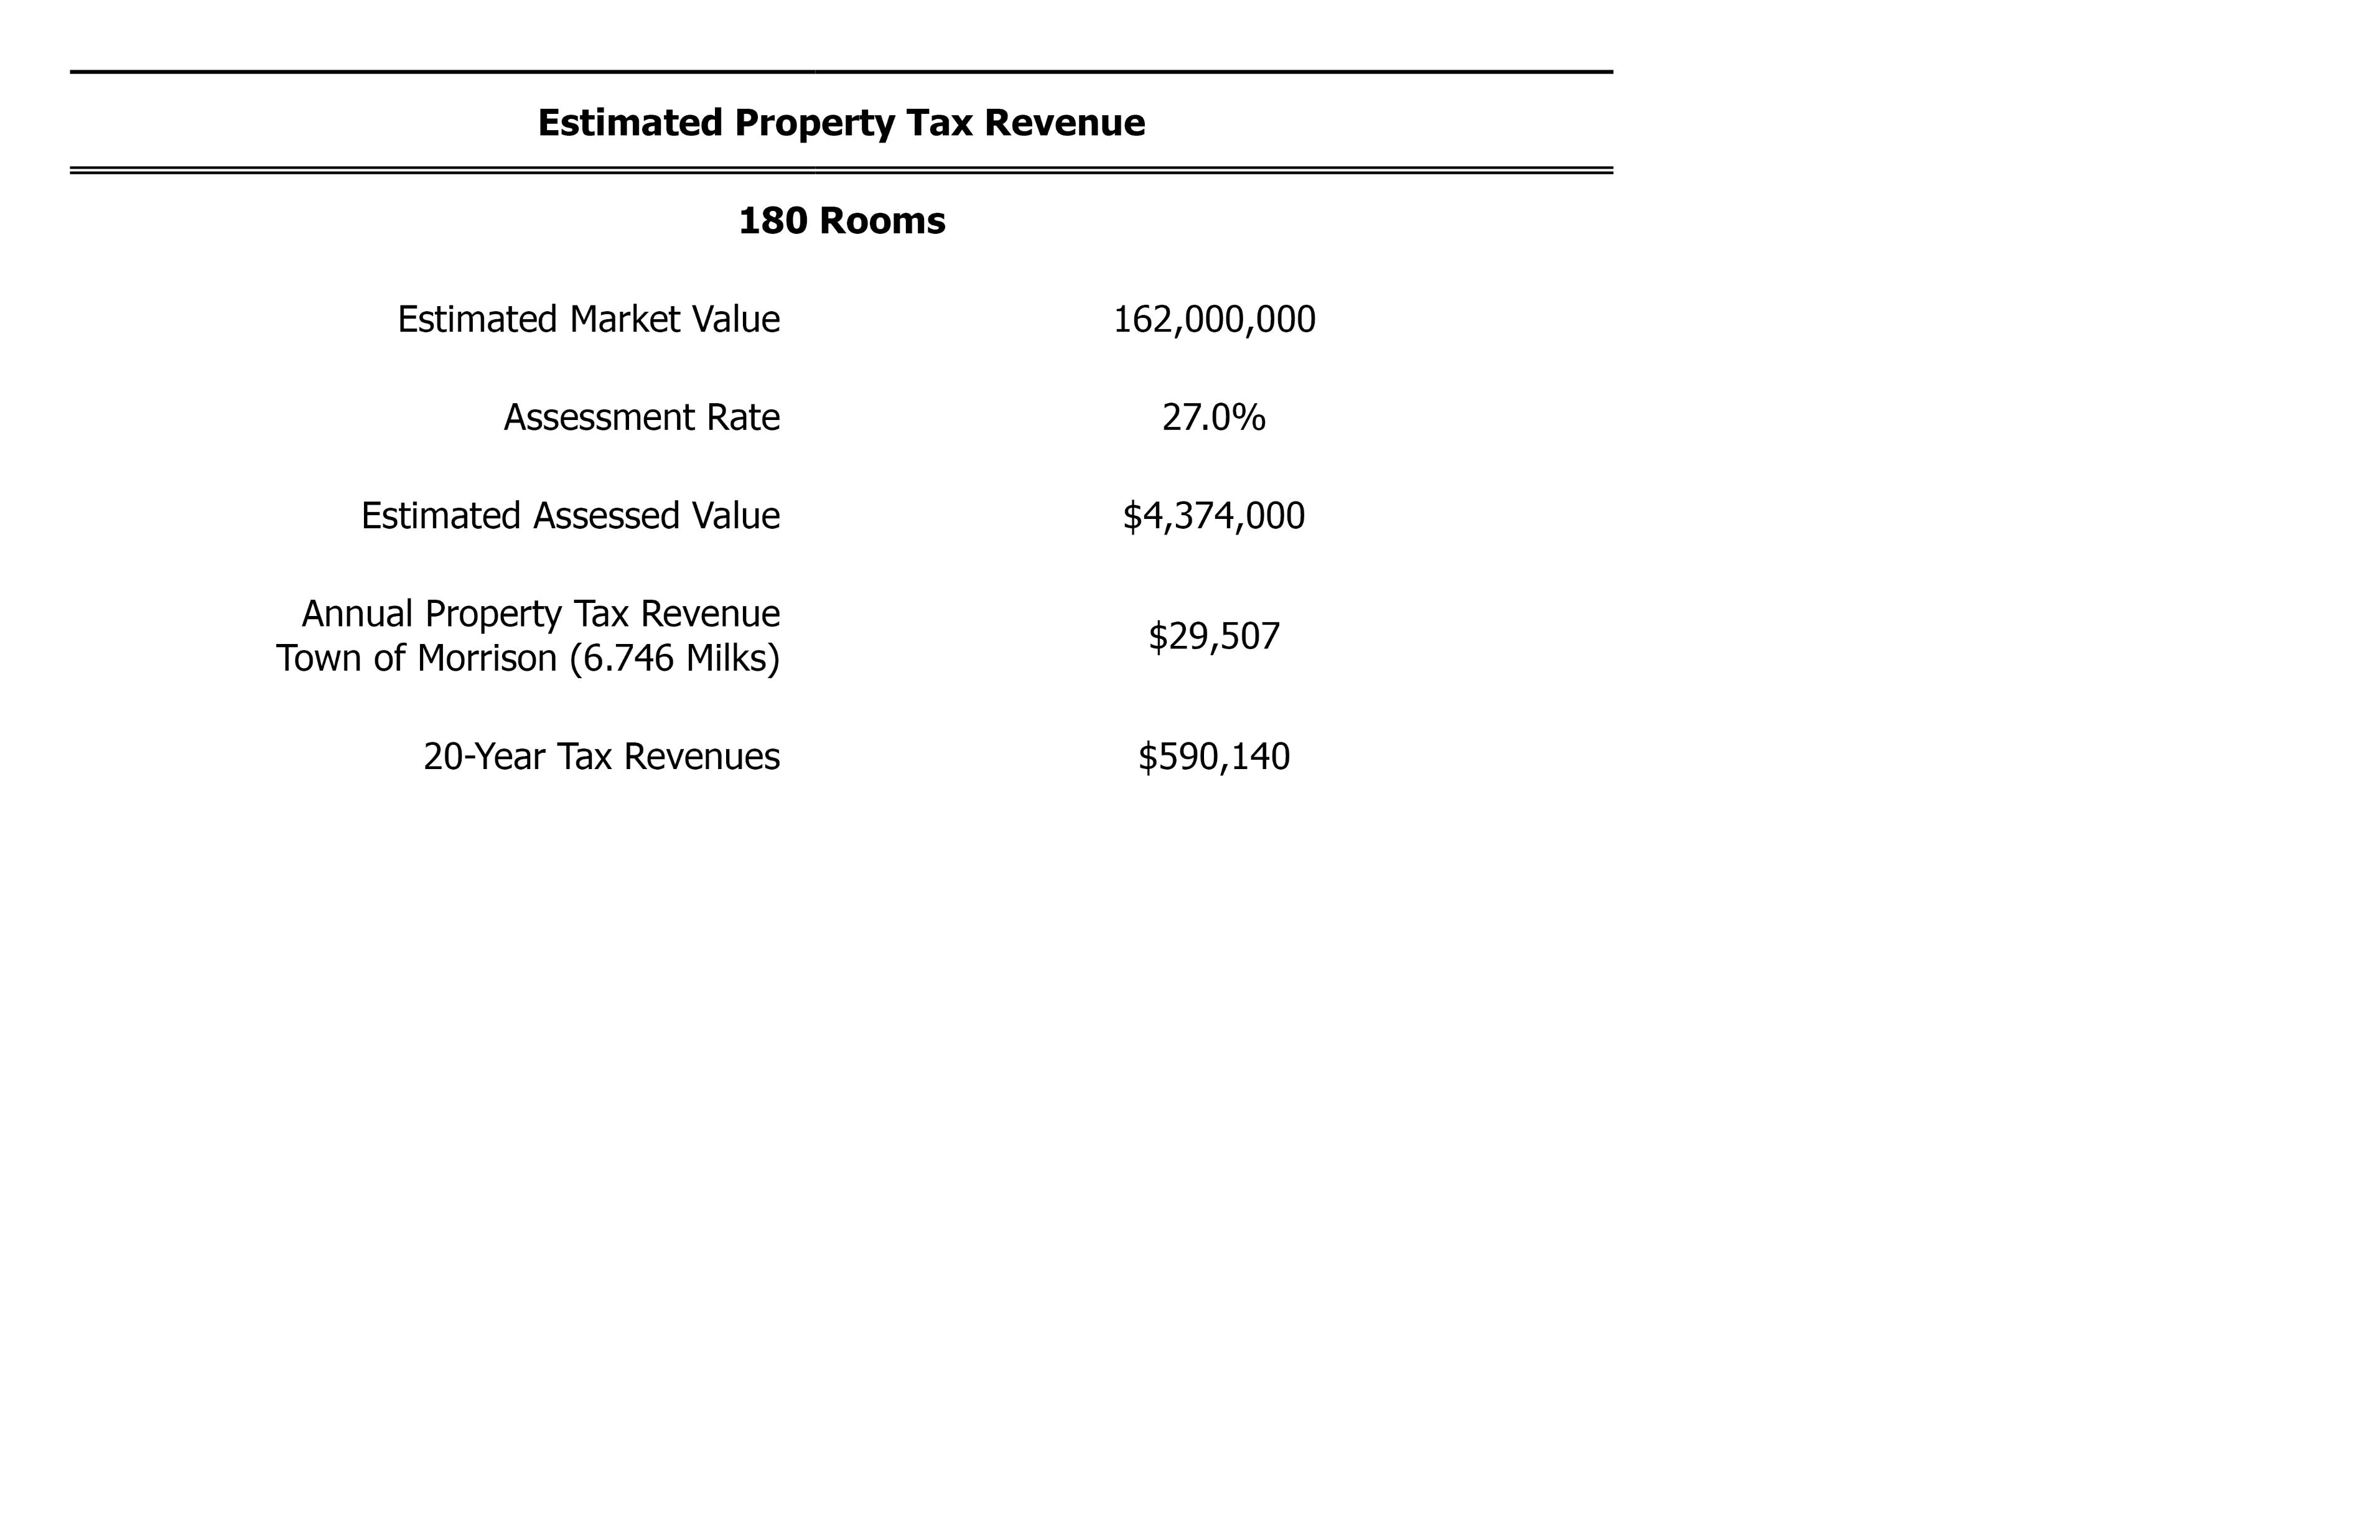 Estimated Property Tax Revenue
180 Rooms
Estimated Market Value 162,000,000
Assessment Rate 27.0%
Estimated Assessed Value $4,374,000
Annual Property Tax Revenue
Town of Morrison (6.746 Milks) $29,507
20-Year Tax Revenues $590,140